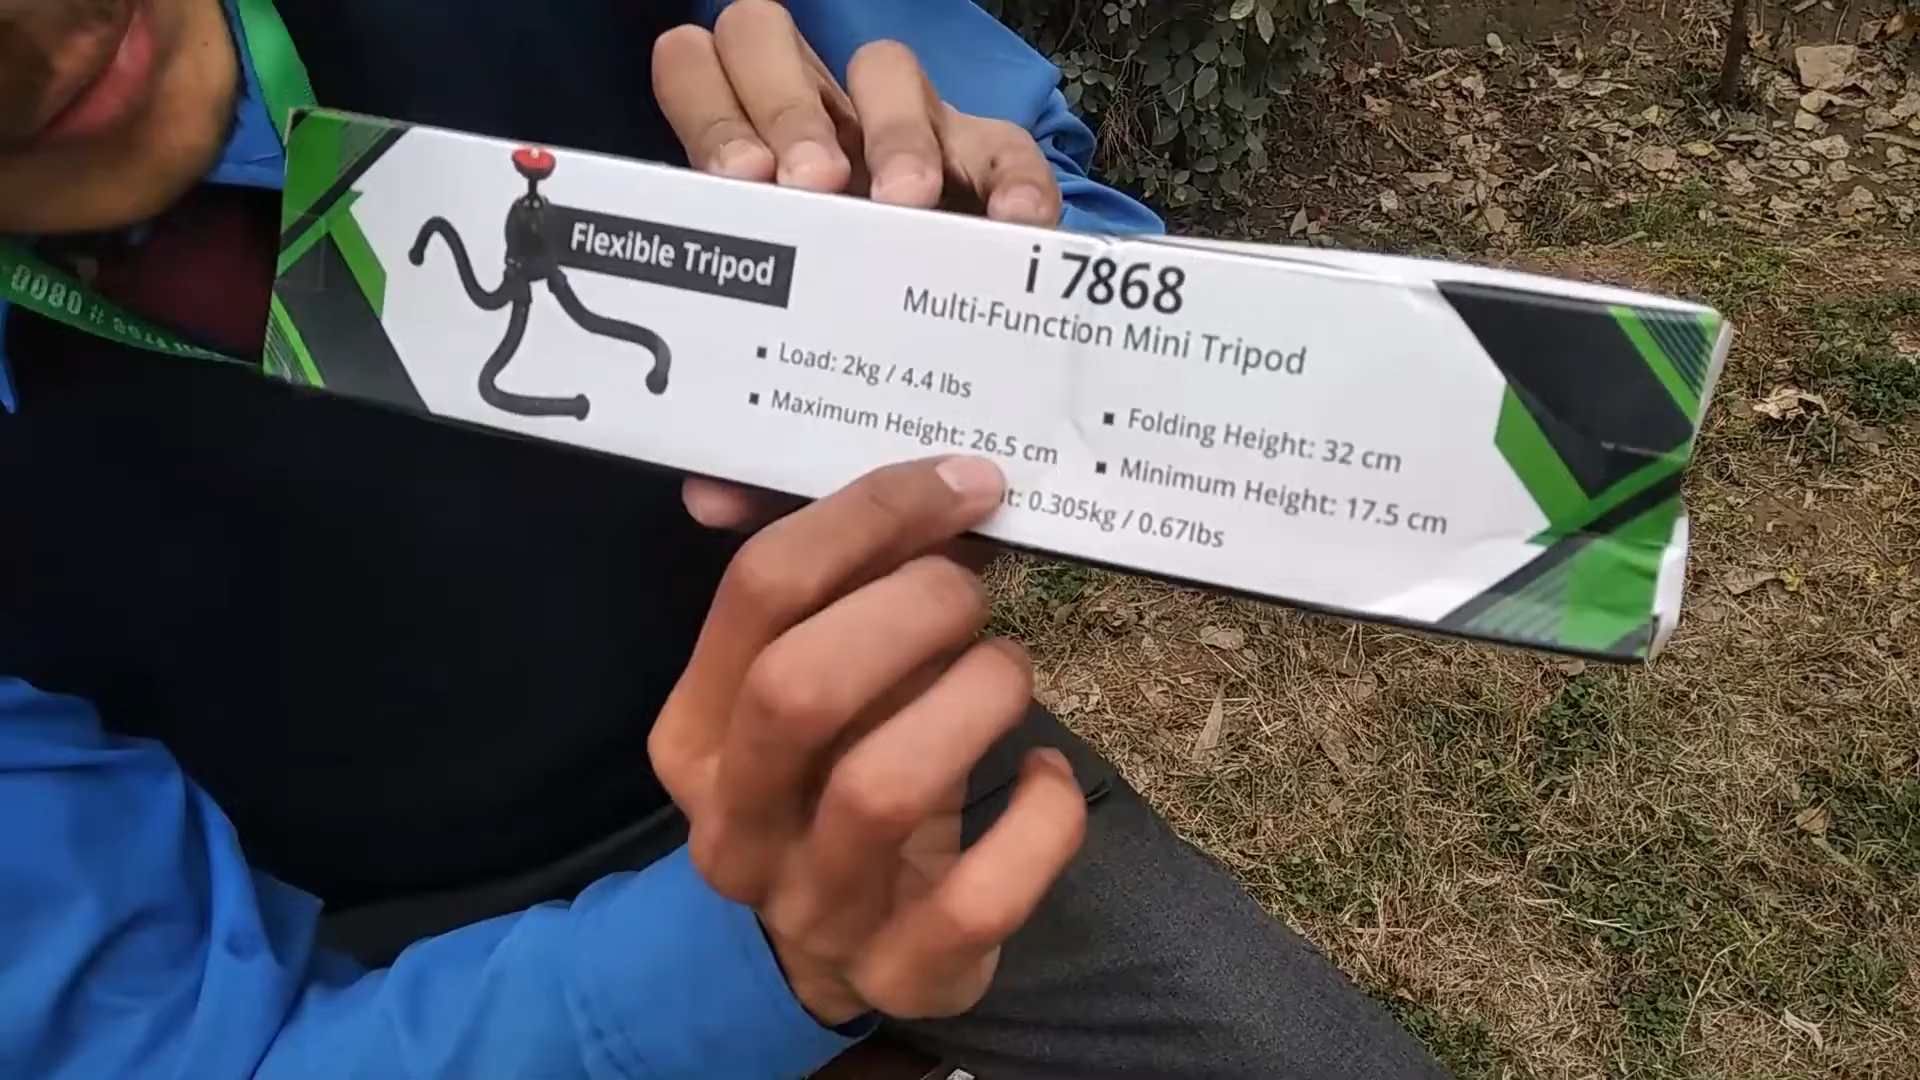 Flexible Tripod
i 7868
Multi-Function Mini Tripod
▪ Load: 2kg / 4.4 lbs
▪ Maximum Height: 26.5 cm
0.305kg / 0.67lbs
▪ Folding Height: 32 cm
▪ Minimum Height: 17.5 cm
0080 #